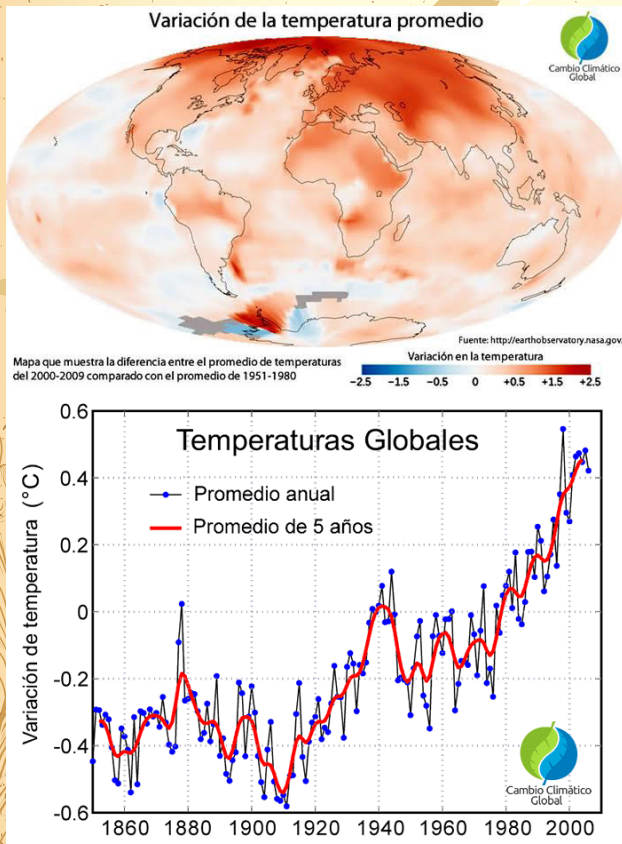 Variación de la temperatura promedio
Cambio Climático
Global
Fuente: http://earthobservatory.nasa.gov/
Mapa que muestra la diferencia entre el promedio de temperaturas
del 2000-2009 comparado con el promedio de 1951-1980
Variación en la temperatura
-2.5 -1.5 -0.5 0 +0.5 +1.5 +2.5
Temperaturas Globales
Promedio anual
Promedio de 5 años
Variación de temperatura (°C)
0.6
0.4
0.2
0
-0.2
-0.4
-0.6
Cambio Climático
Global
1860 1880 1900 1920 1940 1960 1980 2000